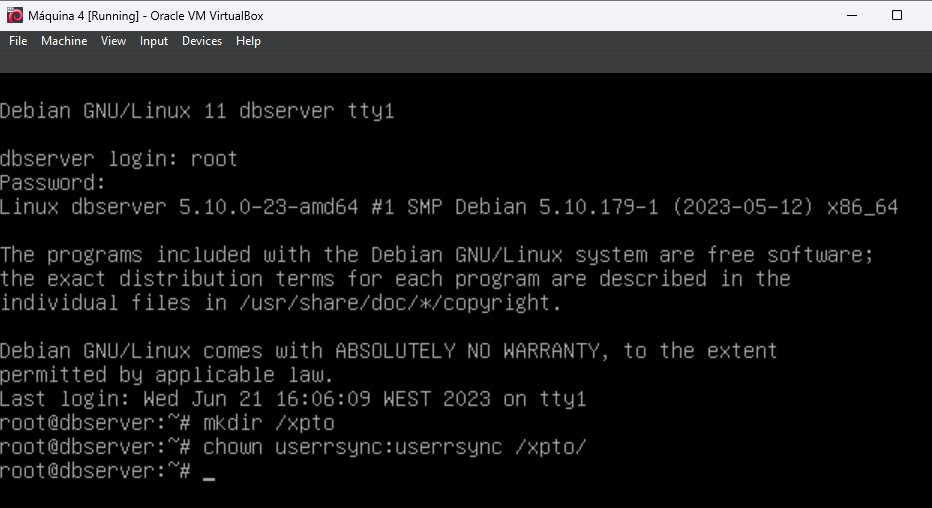 Máquina 4 [Running] - Oracle VM VirtualBox
File Machine View Input Devices Help
Debian GNU/Linux 11 dbserver tty1
dbserver login: root
Password:
Linux dbserver 5.10.0-23-amd64 #1 SMP Debian 5.10.179-1 (2023-05-12) x86_64
The programs included with the Debian GNU/Linux system are free software;
the exact distribution terms for each program are described in the
individual files in /usr/share/doc/*/copyright.
Debian GNU/Linux comes with ABSOLUTELY NO WARRANTY, to the extent
permitted by applicable law.
Last login: Wed Jun 21 16:06:09 WEST 2023 on tty1
root@dbserver:~# mkdir /xpto
root@dbserver:~# chown userrsync:userrsync /xpto/
root@dbserver:~# _